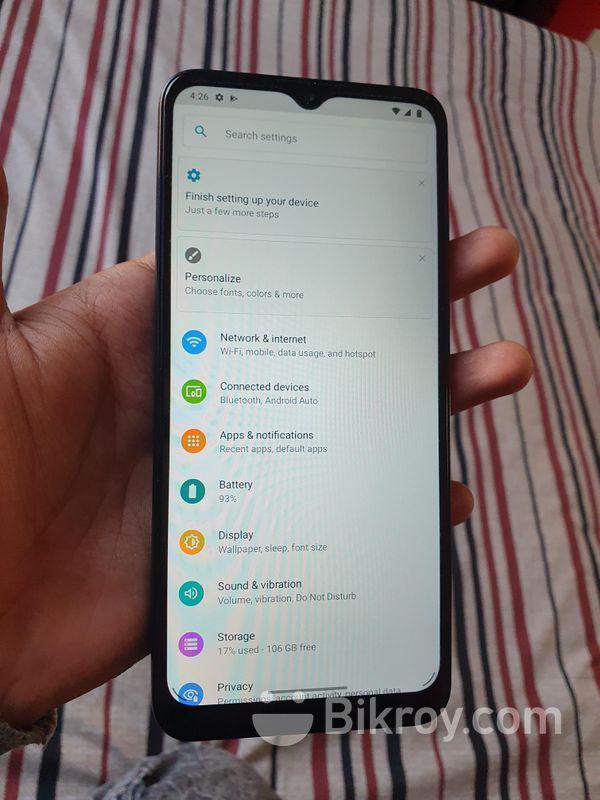 4:26
Search settings
Finish setting up your device
Just a few more steps
Personalize
Choose fonts, colors & more
Network & internet
Wi-Fi, mobile, data usage, and hotspot
Connected devices
Bluetooth, Android Auto
Apps & notifications
Recent apps, default apps
Battery
93%
Display
Wallpaper, sleep, font size
Sound & vibration
Volume, vibration, Do Not Disturb
Storage
17% used - 106 GB free
Privacy
Permissions, account activity, personal data
Bikroy.com